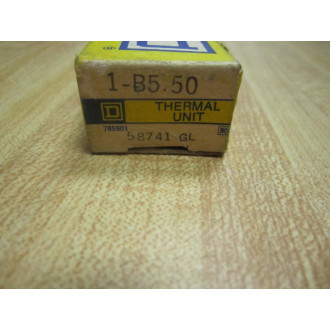 1-B5.50
D
THERMAL
UNIT
58741 GL